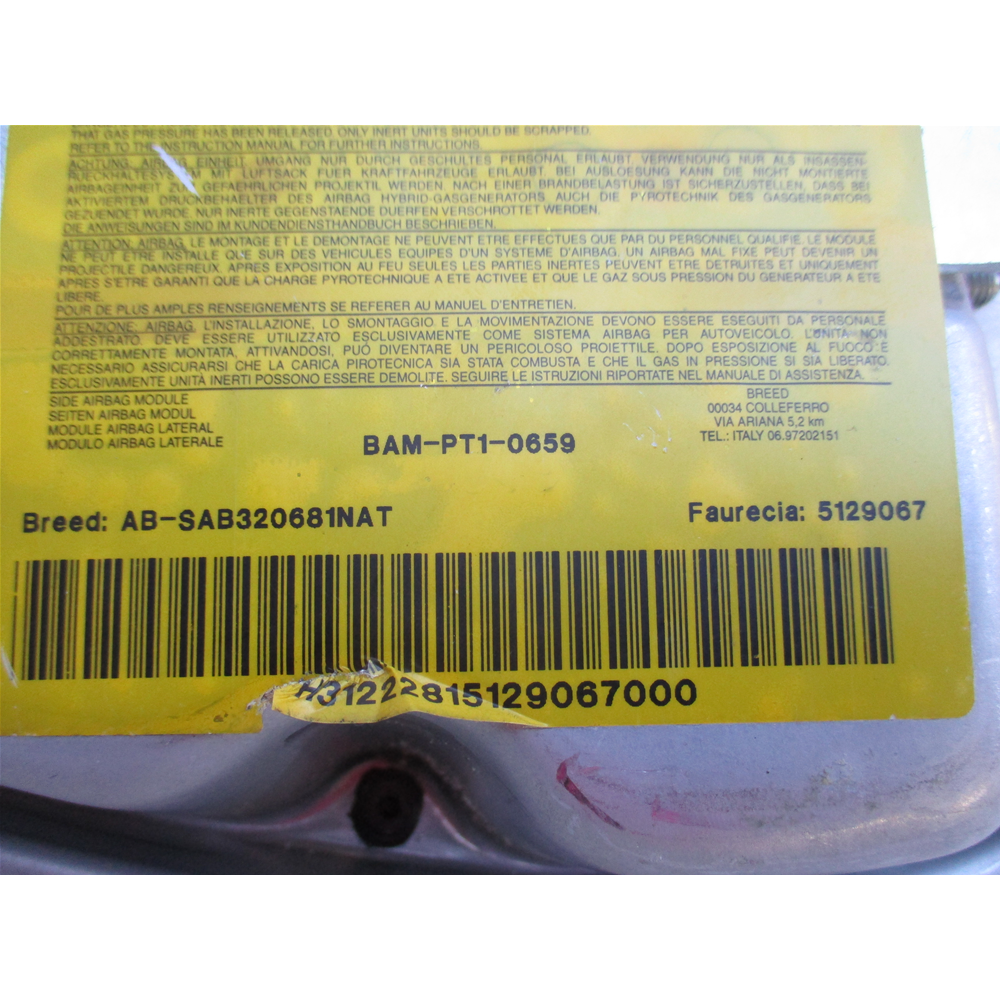 THAT GAS PRESSURE HAS BEEN RELEASED. ONLY INERT UNITS SHOULD BE SCRAPPED.
REFER TO THE INSTRUCTION MANUAL FOR FURTHER INSTRUCTIONS.
ACHTUNG, AIRBAG EINHEIT UMGANG NUR DURCH GESCHULTES PERSONAL ERLAUBT. VERWENDUNG NUR ALS INSASSEN-
RUECKHALTESYSTEM MIT LUFTSACK FUER KRAFTFAHRZEUGE ERLAUBT. BEI AUSLOESUNG KANN DIE NICHT MONTIERTE
AIRBAGEINHEIT ZUM GEFAEHRLICHEN PROJEKTIL WERDEN. NACH EINER BRANDBELASTUNG IST SICHERZUSTELLEN, DASS BEI
AKTIVIERTEM DRUCKBEHAELTER DES AIRBAG HYBRID-GASGENERATORS AUCH DIE PYROTECHNIK DES GASGENERATORS
GEZUENDET WURDE. NUR INERTE GEGENSTAENDE DUERFEN VERSCHROTTET WERDEN.
DIE ANWEISUNGEN SIND IM KUNDENDIENSTHANDBUCH BESCHRIEBEN.
ATTENTION, AIRBAG, LE MONTAGE ET LE DEMONTAGE NE PEUVENT ETRE EFFECTUES QUE PAR DU PERSONNEL QUALIFIE. LE MODULE
NE PEUT ETRE INSTALLE QUE SUR DES VEHICULES EQUIPES D'UN SYSTEME D'AIRBAG. UN AIRBAG MAL FIXE PEUT DEVENIR UN
PROJECTILE DANGEREUX. APRES EXPOSITION AU FEU SEULES LES PARTIES INERTES PEUVENT ETRE DETRUITES ET UNIQUEMENT
APRES S'ETRE GARANTI QUE LA CHARGE PYROTECHNIQUE A ETE ACTIVEE ET QUE LE GAZ SOUS PRESSION DU GENERATEUR A ETE
LIBERE.
POUR DE PLUS AMPLES RENSEIGNEMENTS SE REFERER AU MANUEL D'ENTRETIEN.
ATTENZIONE: AIRBAG, L'INSTALLAZIONE, LO SMONTAGGIO E LA MOVIMENTAZIONE DEVONO ESSERE ESEGUITI DA PERSONALE
ADDESTRATO. DEVE ESSERE UTILIZZATO ESCLUSIVAMENTE COME SISTEMA AIRBAG PER AUTOVEICOLO. L'UNITÀ NON
CORRETTAMENTE MONTATA, ATTIVANDOSI, PUÓ DIVENTARE UN PERICOLOSO PROIETTILE. DOPO ESPOSIZIONE AL FUOCO È
NECESSARIO ASSICURARSI CHE LA CARICA PIROTECNICA SIA STATA COMBUSTA E CHE IL GAS IN PRESSIONE SI SIA LIBERATO.
ESCLUSIVAMENTE UNITÀ INERTI POSSONO ESSERE DEMOLITE. SEGUIRE LE ISTRUZIONI RIPORTATE NEL MANUALE DI ASSISTENZA.
SIDE AIRBAG MODULE
SEITEN AIRBAG MODUL
MODULE AIRBAG LATERAL
MODULO AIRBAG LATERALE
BAM-PT1-0659
BREED
00034 COLLEFERRO
VIA ARIANA 5,2 km
TEL.: ITALY 06.97202151
Breed: AB-SAB320681NAT
Faurecia: 5129067
H31222815129067000